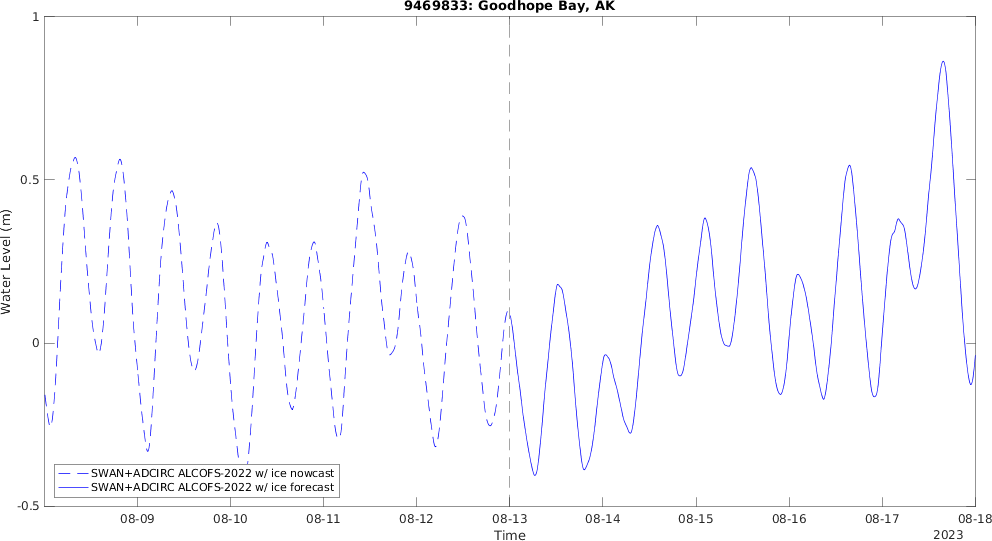 9469833: Goodhope Bay, AK
1
0.5
0
-0.5
Water Level (m)
SWAN+ADCIRC ALCOFS-2022 w/ ice nowcast
SWAN+ADCIRC ALCOFS-2022 w/ ice forecast
08-09 08-10 08-11 08-12 08-13 08-14 08-15 08-16 08-17 08-18
Time
2023